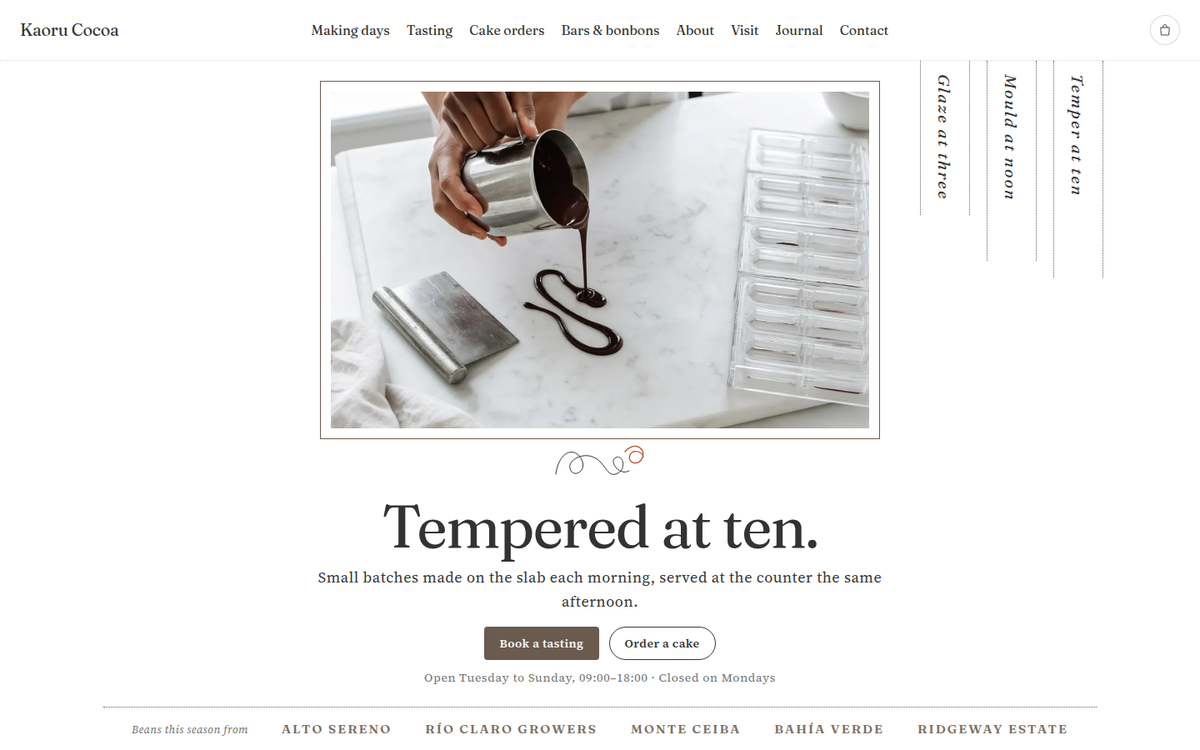 Kaoru Cocoa
Making days
Tasting
Cake orders
Bars & bonbons
About
Visit
Journal
Contact
Temper at ten
Mould at noon
Glaze at three
Tempered at ten.
Small batches made on the slab each morning, served at the counter the same
afternoon.
Book a tasting
Order a cake
Open Tuesday to Sunday, 09:00–18:00 · Closed on Mondays
Beans this season from
ALTO SERENO
RÍO CLARO GROWERS
MONTE CEIBA
BAHÍA VERDE
RIDGEWAY ESTATE